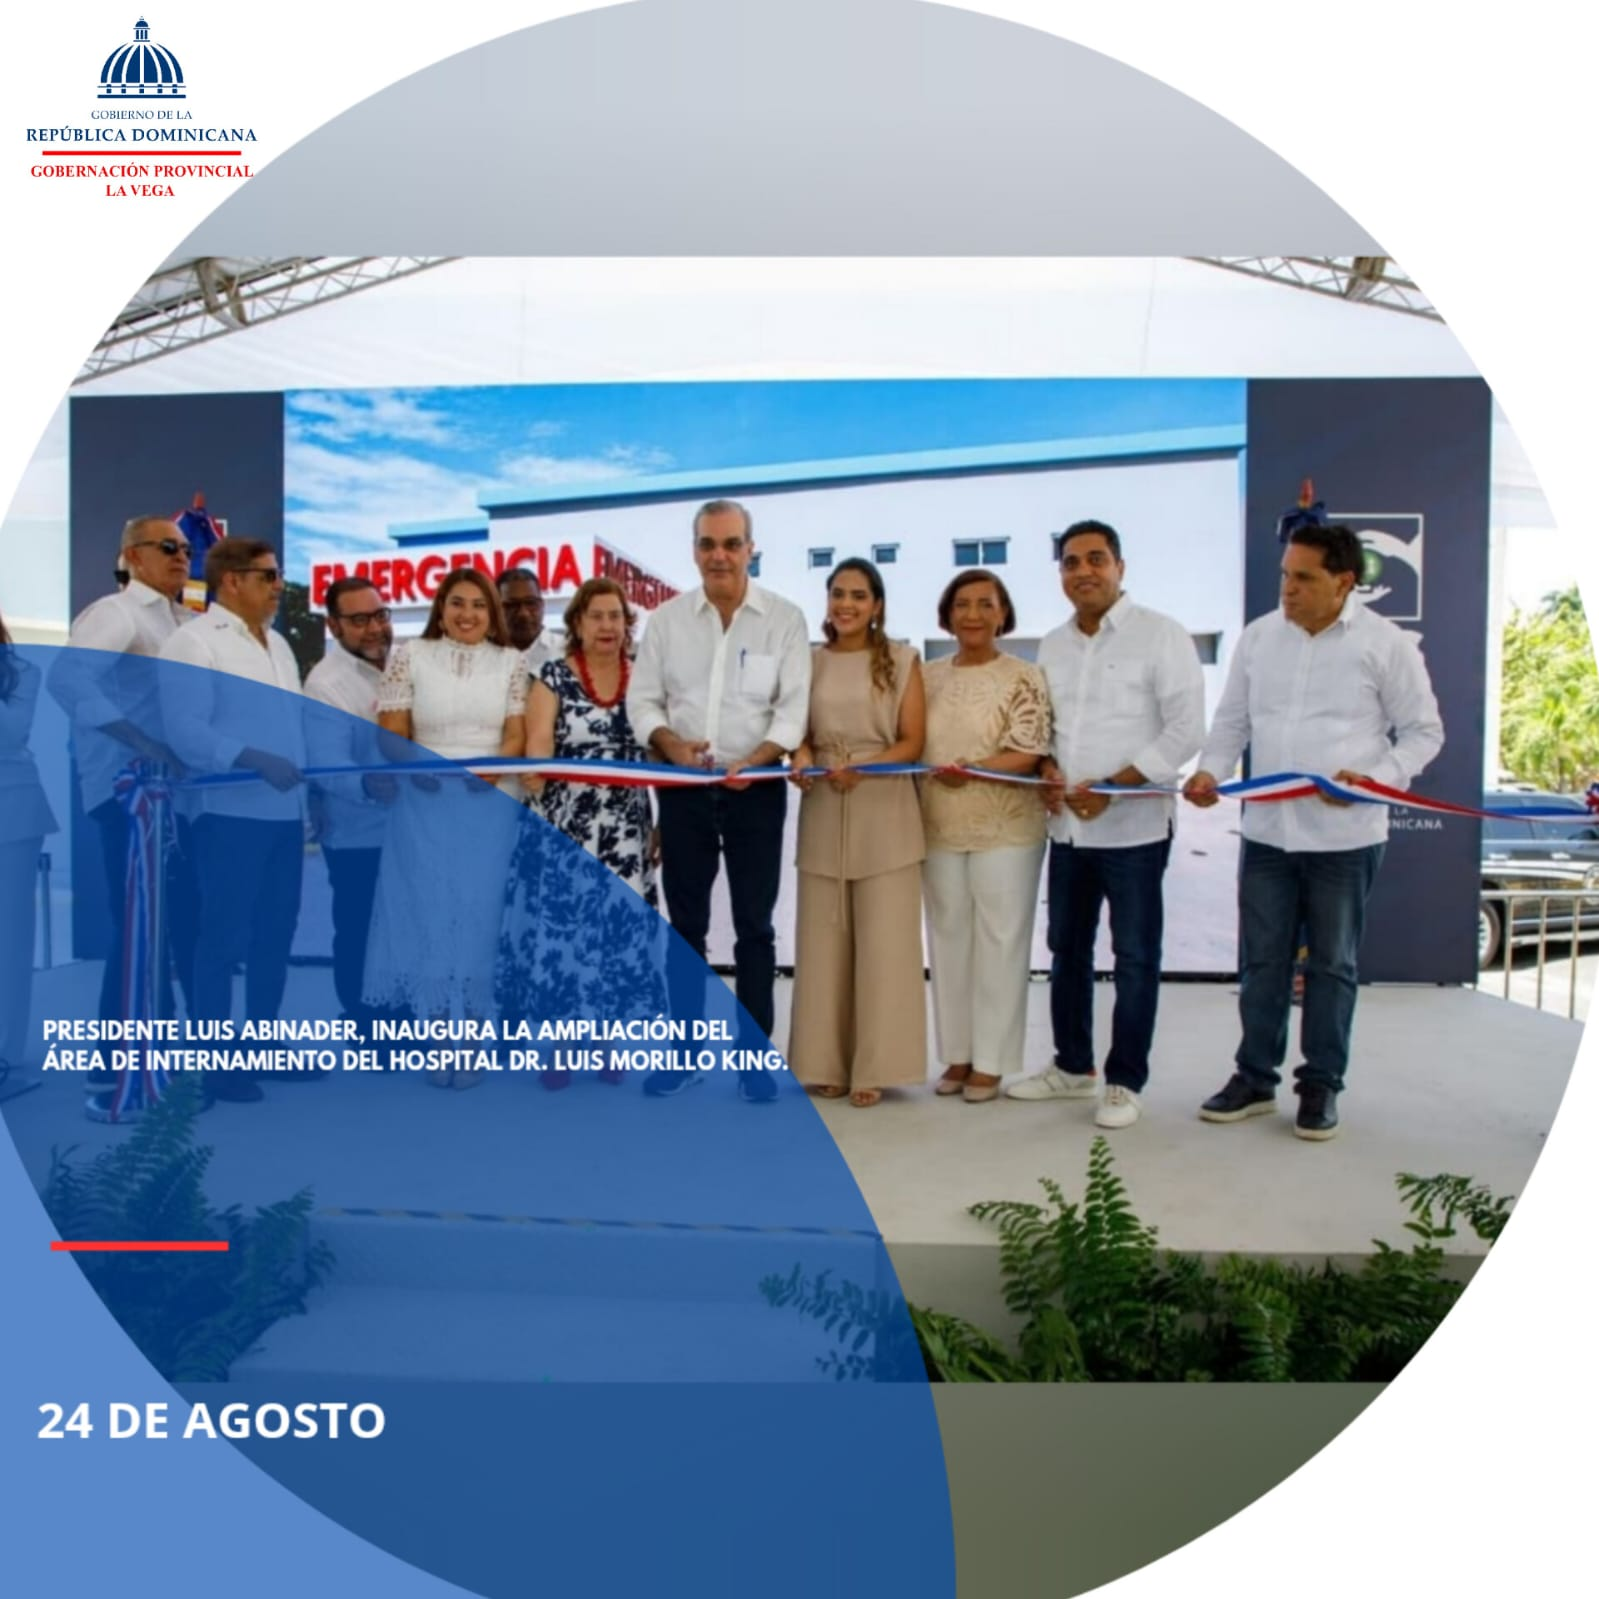 GOBIERNO DE LA
REPÚBLICA DOMINICANA
GOBERNACIÓN PROVINCIAL
LA VEGA
EMERGENCIA
LA
PRESIDENTE LUIS ABINADER, INAUGURA LA AMPLIACIÓN DEL
ÁREA DE INTERNAMIENTO DEL HOSPITAL DR. LUIS MORILLO KING.
24 DE AGOSTO